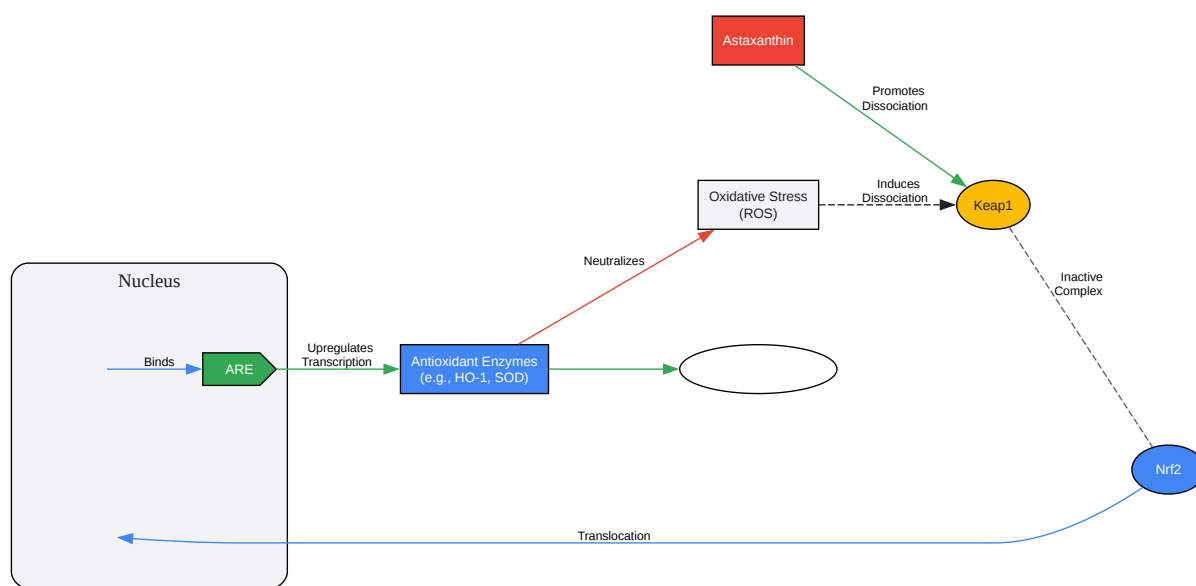 Astaxanthin
Promotes
Dissociation
Oxidative Stress
(ROS)
Induces
Dissociation
Keap1
Neutralizes
Nucleus
Inactive
Complex
Binds
ARE
Upregulates
Transcription
Antioxidant Enzymes
(e.g., HO-1, SOD)
Nrf2
Translocation